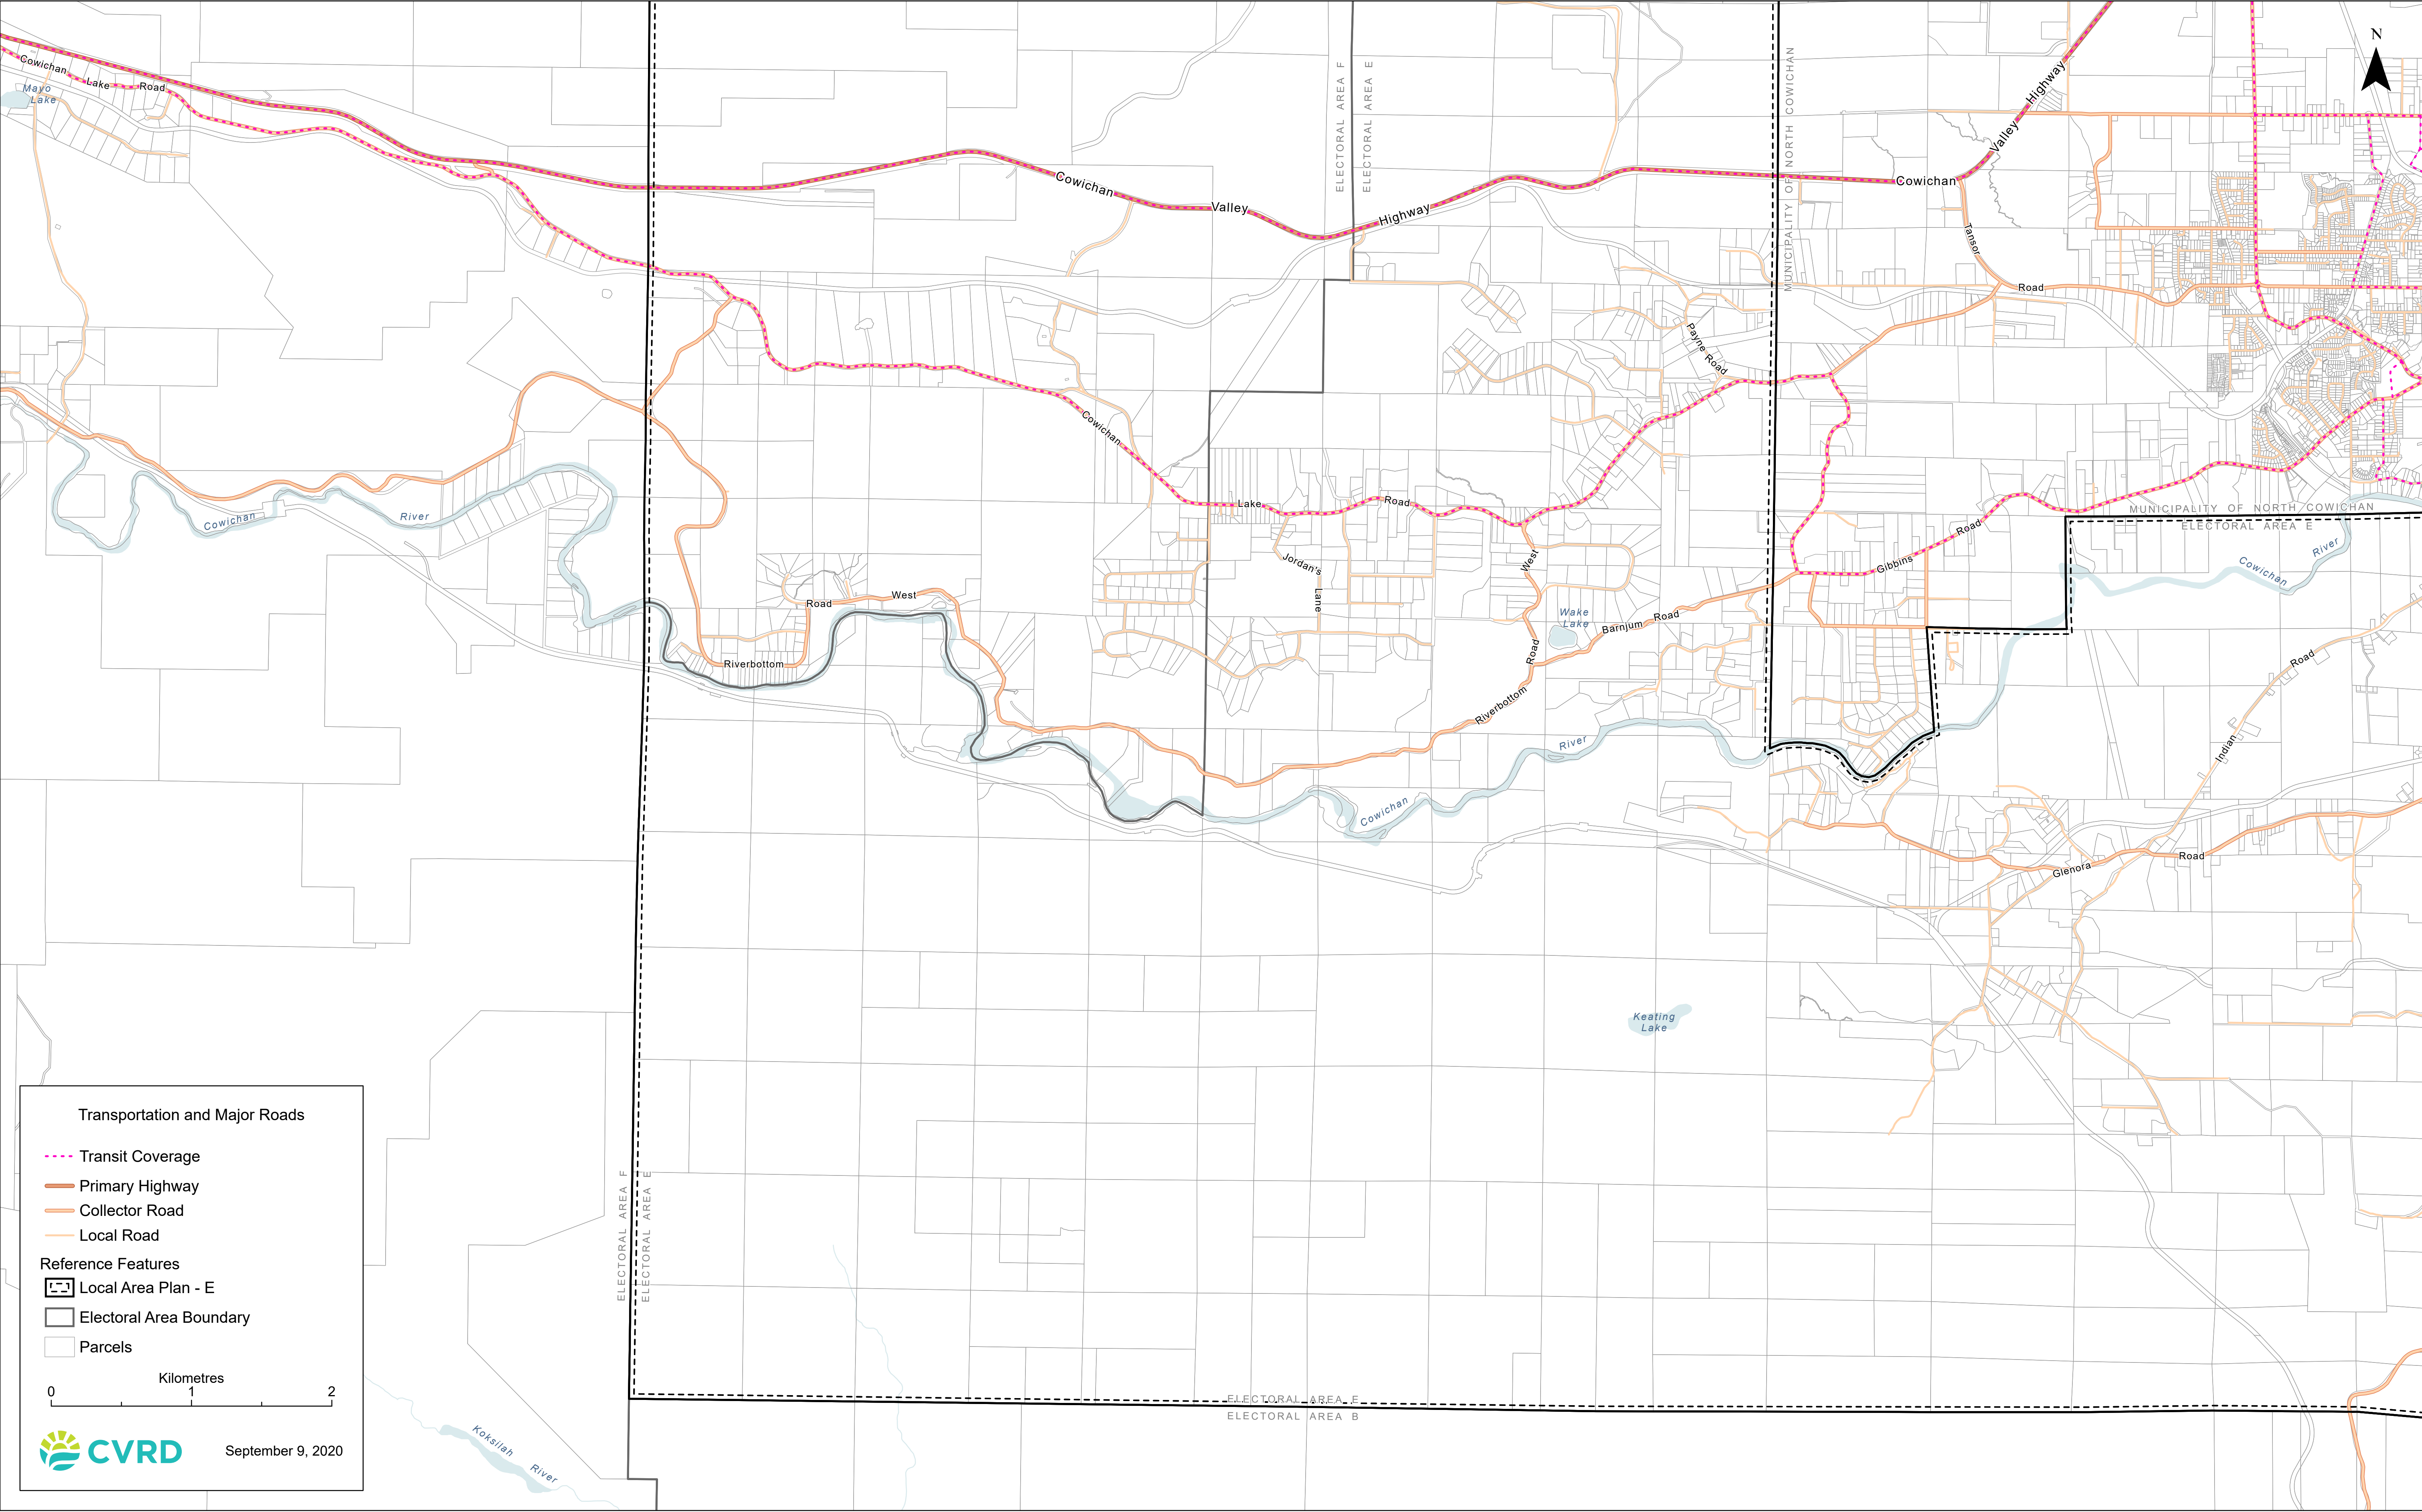 N
Cowichan Lake Road
Mayo
Lake
ELECTORAL AREA F
ELECTORAL AREA E
MUNICIPALITY OF NORTH COWICHAN
Cowichan Valley Highway
Cowichan Valley Highway
Tansor Road
Payne Road
Cowichan Lake Road
Cowichan River
MUNICIPALITY OF NORTH COWICHAN
ELECTORAL AREA E
Gibbins Road
Cowichan River
Jordan's Lane
West
Road
Riverbottom
Riverbottom
Road West
Wake
Lake
Barnjum Road
Cowichan River
Indian Road
Glenora Road
Keating
Lake
ELECTORAL AREA F
ELECTORAL AREA E
ELECTORAL AREA E
ELECTORAL AREA B
Koksilah River
Transportation and Major Roads
Transit Coverage
Primary Highway
Collector Road
Local Road
Reference Features
Local Area Plan - E
Electoral Area Boundary
Parcels
Kilometres
0 1 2
CVRD
September 9, 2020